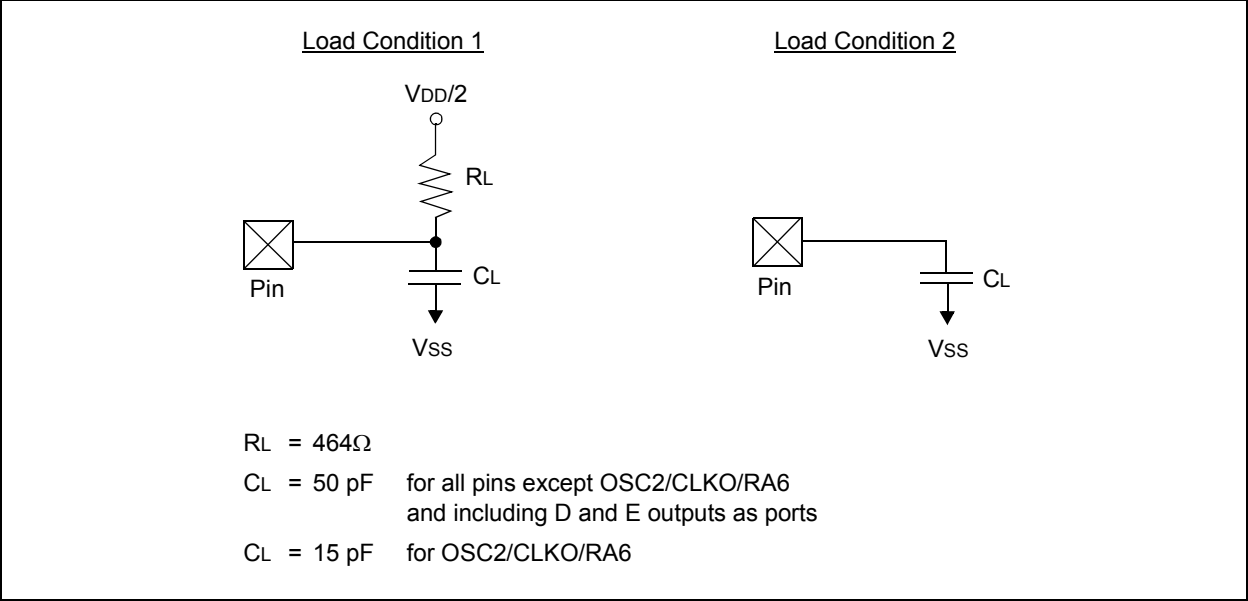 Load Condition 1
VDD/2
RL
Pin
CL
VSS
Load Condition 2
Pin
CL
VSS
RL = 464Ω
CL = 50 pF for all pins except OSC2/CLKO/RA6
and including D and E outputs as ports
CL = 15 pF for OSC2/CLKO/RA6